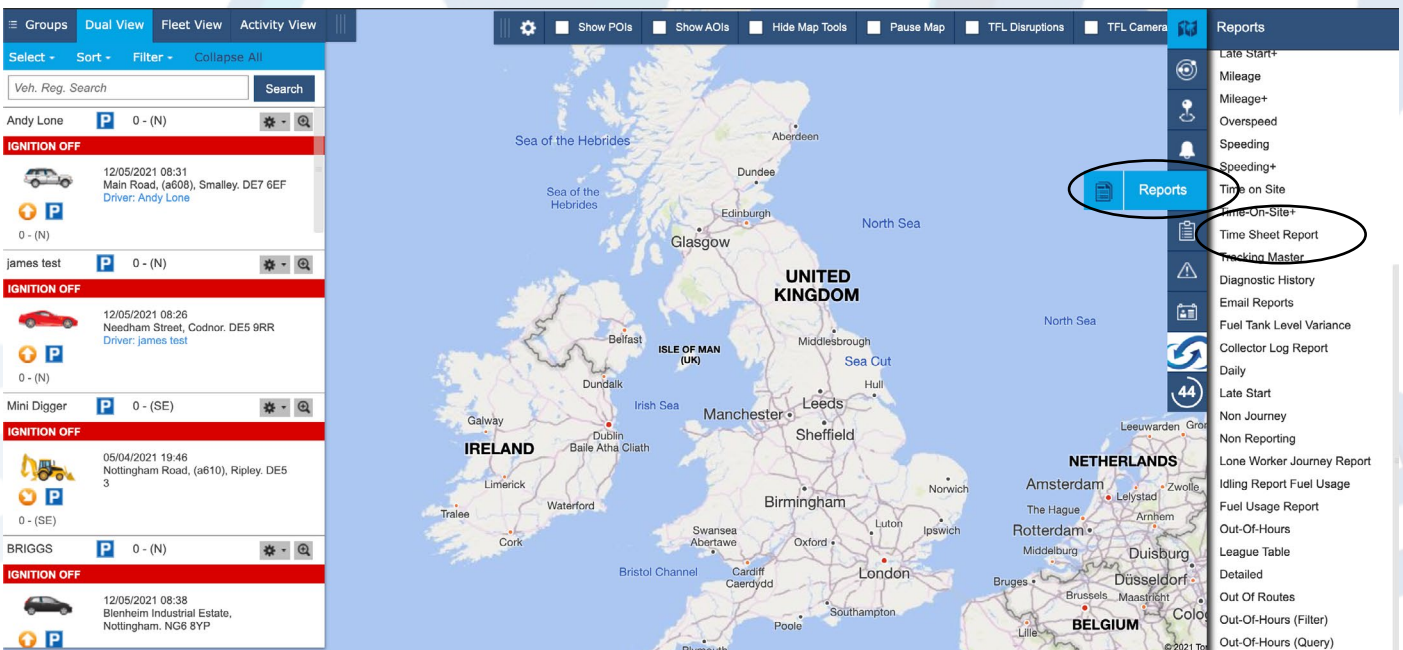 Groups Dual View Fleet View Activity View
Select Sort Filter Collapse All
Veh. Reg. Search Search
Andy Lone P 0 - (N)
IGNITION OFF
12/05/2021 08:31
Main Road, (a608), Smalley. DE7 6EF
Driver: Andy Lone
P
0 - (N)
james test P 0 - (N)
IGNITION OFF
12/05/2021 08:26
Needham Street, Codnor. DE5 9RR
Driver: james test
P
0 - (N)
Mini Digger P 0 - (SE)
IGNITION OFF
05/04/2021 19:46
Nottingham Road, (a610), Ripley. DE5
3
P
0 - (SE)
BRIGGS P 0 - (N)
IGNITION OFF
12/05/2021 08:38
Blenheim Industrial Estate,
Nottingham. NG6 8YP
P
Show POIs Show AOIs Hide Map Tools Pause Map TFL Disruptions TFL Camera
Sea of the Hebrides
Aberdeen
Dundee
Sea of the
Hebrides
Edinburgh
North Sea
Glasgow
UNITED
KINGDOM
North Sea
Belfast
ISLE OF MAN
(UK)
Middlesbrough
Sea Cut
Dundalk
Hull
Irish Sea
Leeds
Manchester
Galway
Sheffield
Leeuwarden Gron
Dublin
Baile Atha Cliath
IRELAND
NETHERLANDS
Limerick
Amsterdam
Zwolle
Lelystad
Norwich
Birmingham
Waterford
The Hague
Arnhem
Tralee
Luton
Ipswich
Rotterdam
Swansea
Abertawe
Cork
Oxford
Middelburg
Duisburg
Bristol Channel
Cardiff
Caerdydd
London
Bruges
Düsseldorf
Brussels
Maastricht
Southampton
Colo
Poole
BELGIUM
Lille
Plymouth
© 2021 To
Reports
44
Reports
Late Start+
Mileage
Mileage+
Overspeed
Speeding
Speeding+
Time on Site
Time-On-Site+
Time Sheet Report
Tracking Master
Diagnostic History
Email Reports
Fuel Tank Level Variance
Collector Log Report
Daily
Late Start
Non Journey
Non Reporting
Lone Worker Journey Report
Idling Report Fuel Usage
Fuel Usage Report
Out-Of-Hours
League Table
Detailed
Out Of Routes
Out-Of-Hours (Filter)
Out-Of-Hours (Query)